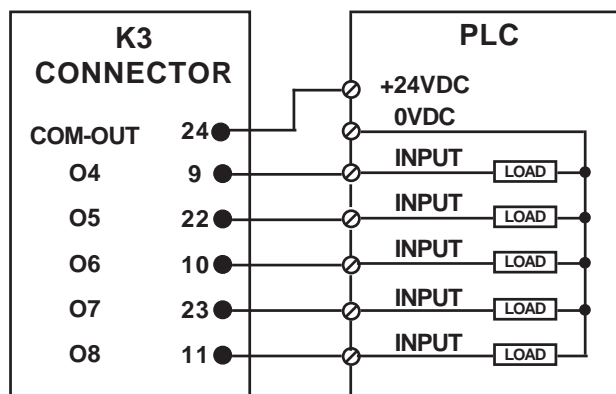 K3
CONNECTOR
PLC
+24VDC
0VDC
COM-OUT 24
O4 9 INPUT LOAD
O5 22 INPUT LOAD
O6 10 INPUT LOAD
O7 23 INPUT LOAD
O8 11 INPUT LOAD